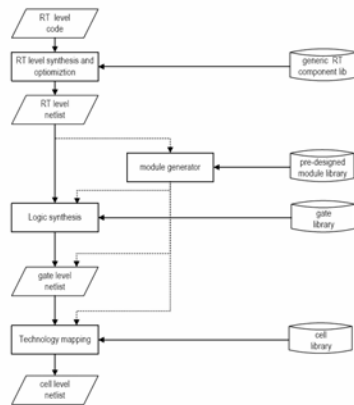 RT level
code
RT level synthesis and
optiomiztion
generic RT
component lib
RT level
netlist
module generator
pre-designed
module library
Logic synthesis
gate
library
gate level
netlist
Technology mapping
cell
library
cell level
netlist